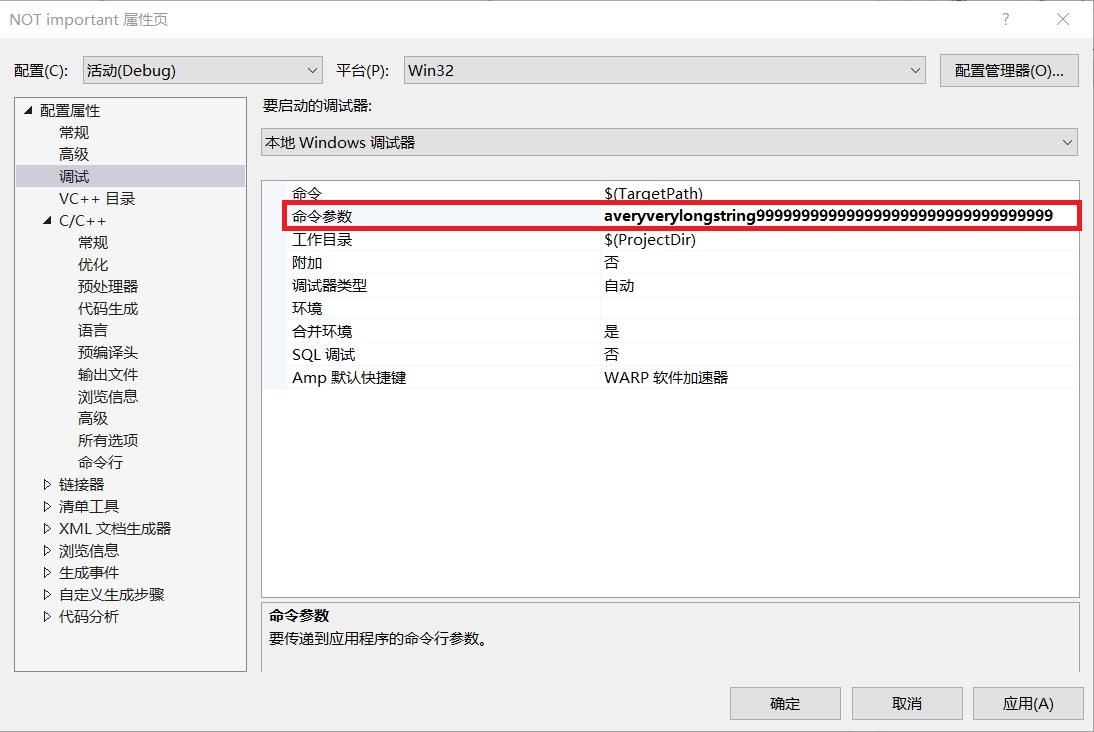 NOT important 属性页
配置(C): 活动(Debug) 平台(P): Win32 配置管理器(O)...
配置属性
常规
高级
调试
VC++ 目录
C/C++
常规
优化
预处理器
代码生成
语言
预编译头
输出文件
浏览信息
高级
所有选项
命令行
链接器
清单工具
XML 文档生成器
浏览信息
生成事件
自定义生成步骤
代码分析
要启动的调试器:
本地 Windows 调试器
命令 $(TargetPath)
命令参数 averyverylongstring999999999999999999999999999999999
工作目录 $(ProjectDir)
附加 否
调试器类型 自动
环境
合并环境 是
SQL 调试 否
Amp 默认快捷键 WARP 软件加速器
命令参数
要传递到应用程序的命令行参数。
确定 取消 应用(A)